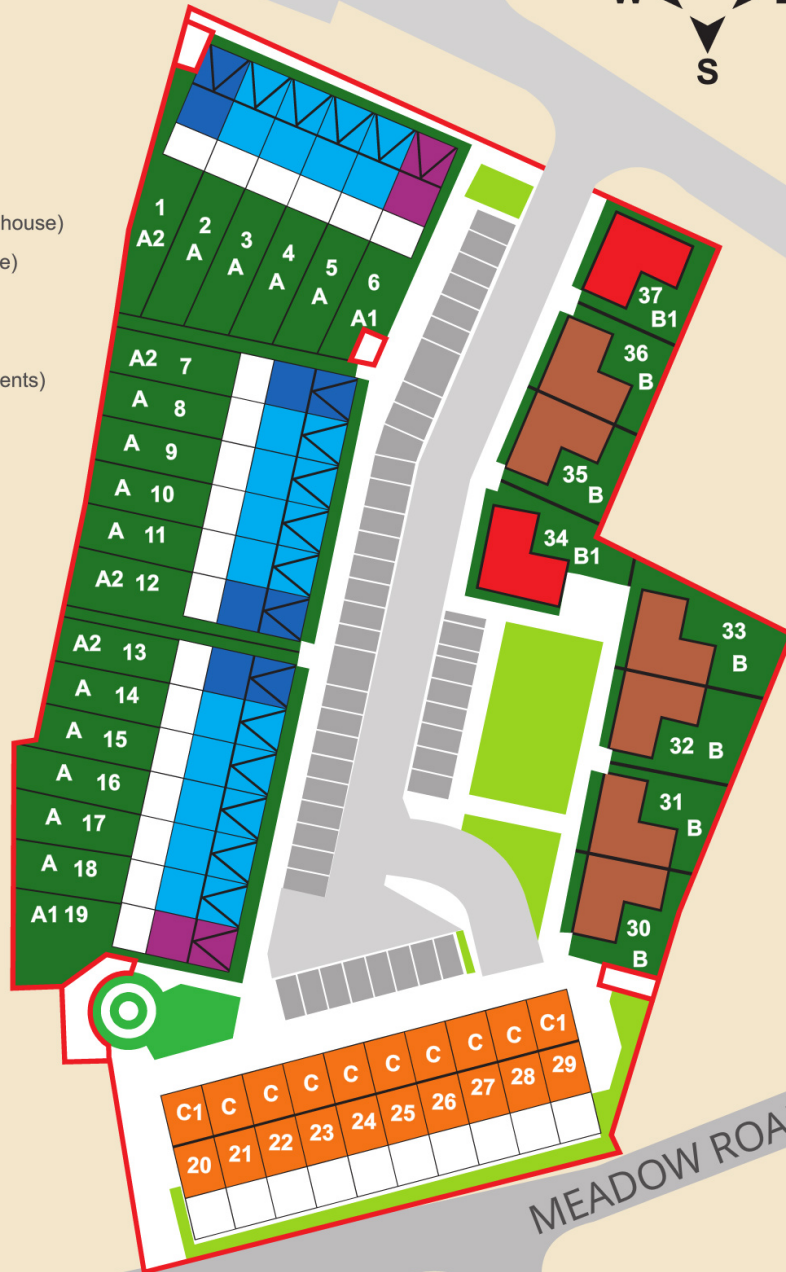 S
house)
e)
ents)
1
A2
2
A
3
A
4
A
5
A
6
A1
A2 7
A 8
A 9
A 10
A 11
A2 12
A2 13
A 14
A 15
A 16
A 17
A 18
A1 19
37
B1
36
B
35
B
34
B1
33
B
32 B
31
B
30
B
C1 C C C C C C C C C1
20 21 22 23 24 25 26 27 28 29
MEADOW ROA